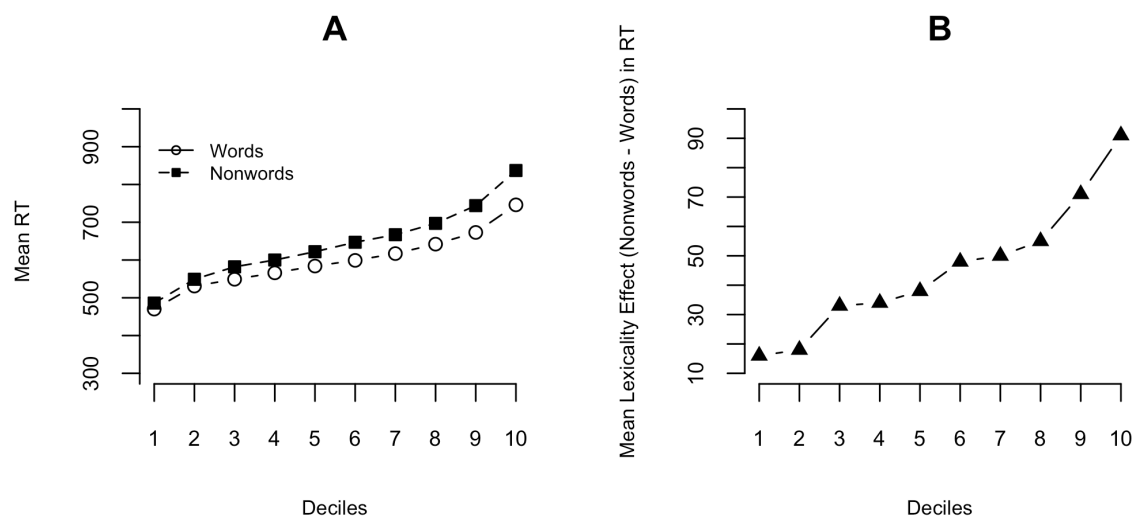 A
Mean RT
900
700
500
300
Words
Nonwords
1 2 3 4 5 6 7 8 9 10
Deciles
B
Mean Lexicality Effect (Nonwords - Words) in RT
90
70
50
30
10
1 2 3 4 5 6 7 8 9 10
Deciles